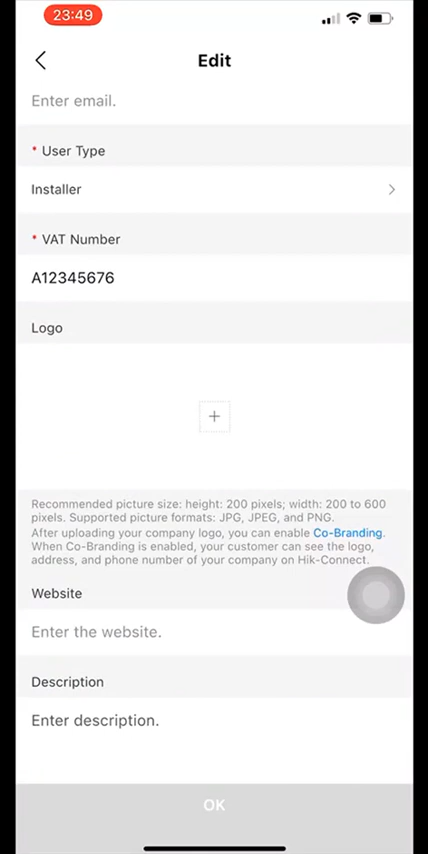 23:49
Edit
Enter email.
* User Type
Installer
* VAT Number
A12345676
Logo
+
Recommended picture size: height: 200 pixels; width: 200 to 600
pixels. Supported picture formats: JPG, JPEG, and PNG.
After uploading your company logo, you can enable Co-Branding.
When Co-Branding is enabled, your customer can see the logo,
address, and phone number of your company on Hik-Connect.
Website
Enter the website.
Description
Enter description.
OK